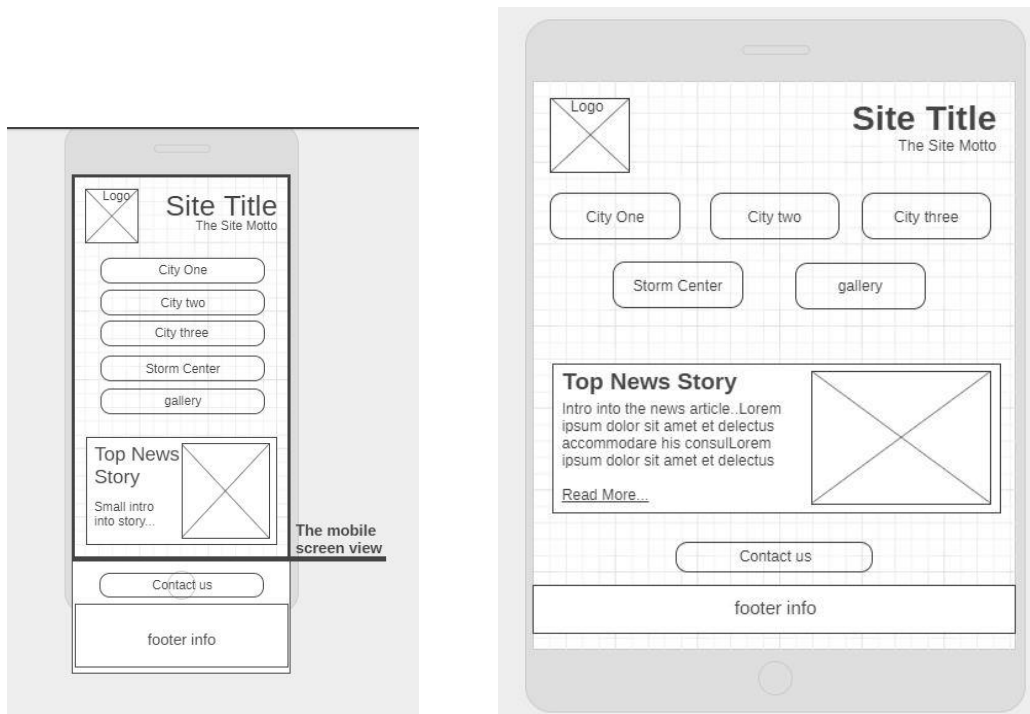 Logo
Site Title
The Site Motto
City One
City two
City three
Storm Center
gallery
Top News
Story
Small intro
into story...
The mobile
screen view
Contact us
footer info
Logo
Site Title
The Site Motto
City One
City two
City three
Storm Center
gallery
Top News Story
Intro into the news article..Lorem
ipsum dolor sit amet et delectus
accommodare his consulLorem
ipsum dolor sit amet et delectus
Read More...
Contact us
footer info